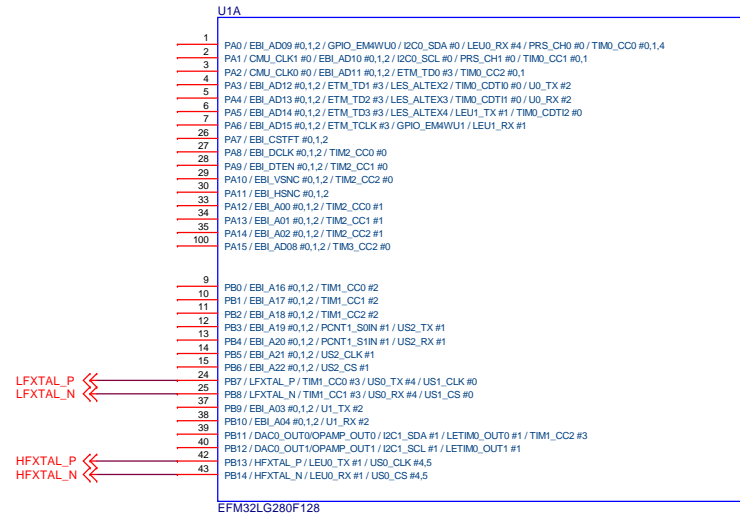 U1A
1 PA0 / EBI_AD09 #0,1,2 / GPIO_EM4WU0 / I2C0_SDA #0 / LEU0_RX #4 / PRS_CH0 #0 / TIM0_CC0 #0,1,4
2 PA1 / CMU_CLK1 #0 / EBI_AD10 #0,1,2 / I2C0_SCL #0 / PRS_CH1 #0 / TIM0_CC1 #0,1
3 PA2 / CMU_CLK0 #0 / EBI_AD11 #0,1,2 / ETM_TD0 #3 / TIM0_CC2 #0,1
4 PA3 / EBI_AD12 #0,1,2 / ETM_TD1 #3 / LES_ALTEX2 / TIM0_CDTI0 #0 / U0_TX #2
5 PA4 / EBI_AD13 #0,1,2 / ETM_TD2 #3 / LES_ALTEX3 / TIM0_CDTI1 #0 / U0_RX #2
6 PA5 / EBI_AD14 #0,1,2 / ETM_TD3 #3 / LES_ALTEX4 / LEU1_TX #1 / TIM0_CDTI2 #0
7 PA6 / EBI_AD15 #0,1,2 / ETM_TCLK #3 / GPIO_EM4WU1 / LEU1_RX #1
26 PA7 / EBI_CSTFT #0,1,2
27 PA8 / EBI_DCLK #0,1,2 / TIM2_CC0 #0
28 PA9 / EBI_DTEN #0,1,2 / TIM2_CC1 #0
29 PA10 / EBI_VSNC #0,1,2 / TIM2_CC2 #0
30 PA11 / EBI_HSNC #0,1,2
33 PA12 / EBI_A00 #0,1,2 / TIM2_CC0 #1
34 PA13 / EBI_A01 #0,1,2 / TIM2_CC1 #1
35 PA14 / EBI_A02 #0,1,2 / TIM2_CC2 #1
100 PA15 / EBI_AD08 #0,1,2 / TIM3_CC2 #0
9 PB0 / EBI_A16 #0,1,2 / TIM1_CC0 #2
10 PB1 / EBI_A17 #0,1,2 / TIM1_CC1 #2
11 PB2 / EBI_A18 #0,1,2 / TIM1_CC2 #2
12 PB3 / EBI_A19 #0,1,2 / PCNT1_S0IN #1 / US2_TX #1
13 PB4 / EBI_A20 #0,1,2 / PCNT1_S1IN #1 / US2_RX #1
14 PB5 / EBI_A21 #0,1,2 / US2_CLK #1
15 PB6 / EBI_A22 #0,1,2 / US2_CS #1
LFXTAL_P 24 PB7 / LFXTAL_P / TIM1_CC0 #3 / US0_TX #4 / US1_CLK #0
LFXTAL_N 25 PB8 / LFXTAL_N / TIM1_CC1 #3 / US0_RX #4 / US1_CS #0
37 PB9 / EBI_A03 #0,1,2 / U1_TX #2
38 PB10 / EBI_A04 #0,1,2 / U1_RX #2
39 PB11 / DAC0_OUT0/OPAMP_OUT0 / I2C1_SDA #1 / LETIM0_OUT0 #1 / TIM1_CC2 #3
40 PB12 / DAC0_OUT1/OPAMP_OUT1 / I2C1_SCL #1 / LETIM0_OUT1 #1
HFXTAL_P 42 PB13 / HFXTAL_P / LEU0_TX #1 / US0_CLK #4,5
HFXTAL_N 43 PB14 / HFXTAL_N / LEU0_RX #1 / US0_CS #4,5
EFM32LG280F128